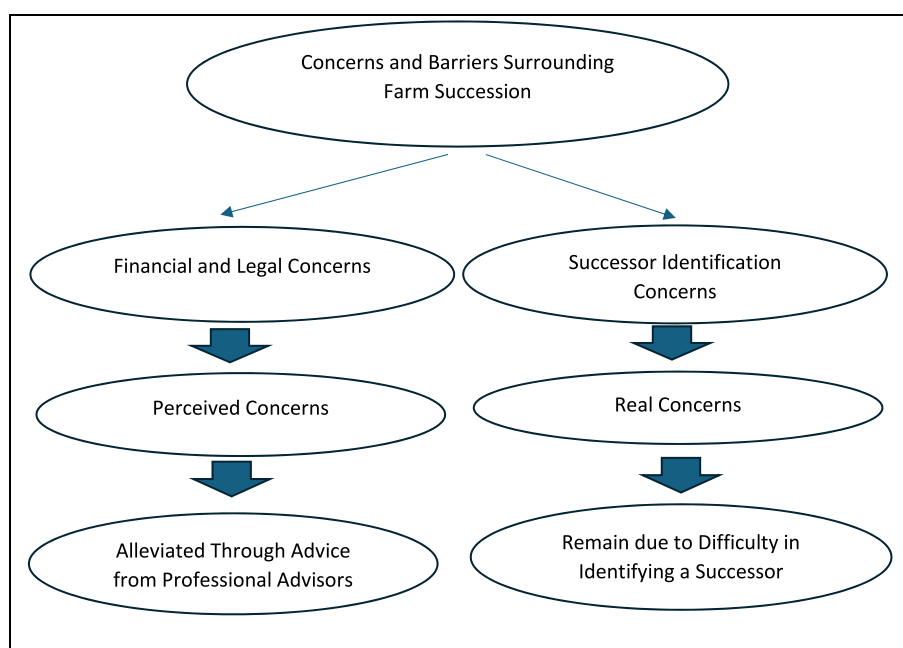 Concerns and Barriers Surrounding
Farm Succession
Financial and Legal Concerns
Successor Identification
Concerns
Perceived Concerns
Real Concerns
Alleviated Through Advice
from Professional Advisors
Remain due to Difficulty in
Identifying a Successor